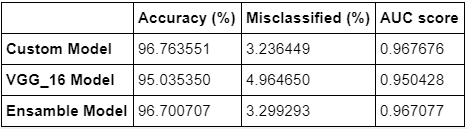 Accuracy (%) Misclassified (%) AUC score
Custom Model 96.763551 3.236449 0.967676
VGG_16 Model 95.035350 4.964650 0.950428
Ensamble Model 96.700707 3.299293 0.967077